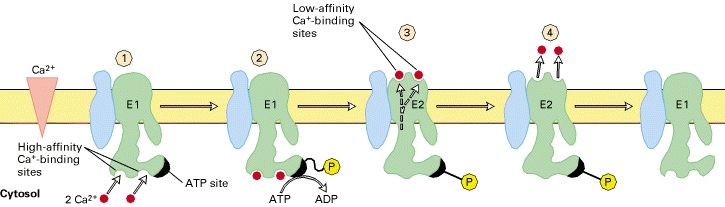 Low-affinity
Ca⁺-binding
sites
1
2
3
4
Ca²⁺
E1
E1
E2
E2
E1
High-affinity
Ca⁺-binding
sites
P
P
P
ATP site
Cytosol
2 Ca²⁺
ATP
ADP